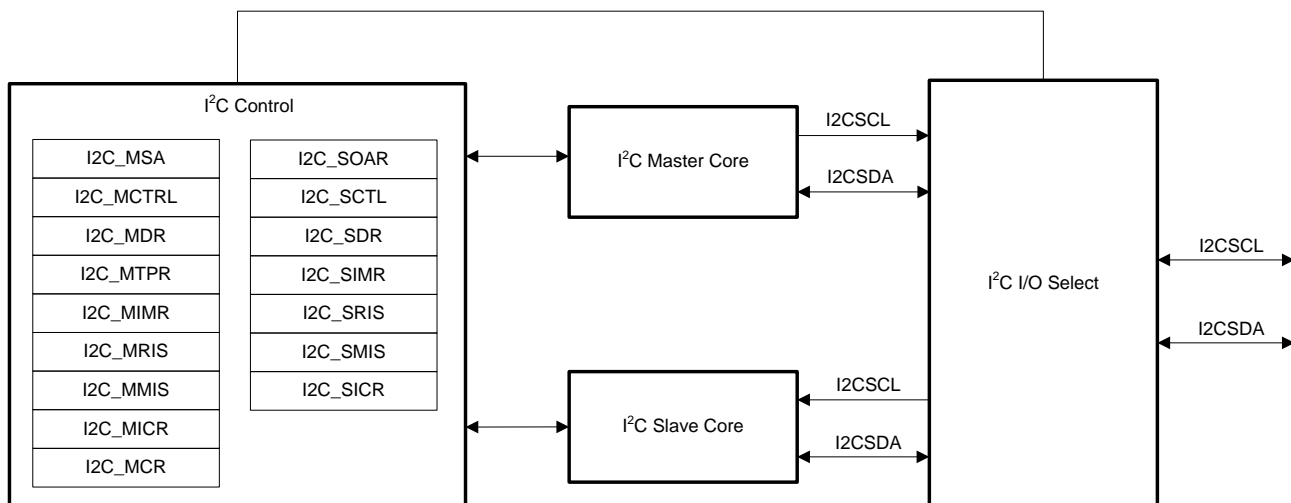 I²C Control
I2C_MSA
I2C_MCTRL
I2C_MDR
I2C_MTPR
I2C_MIMR
I2C_MRIS
I2C_MMIS
I2C_MICR
I2C_MCR
I2C_SOAR
I2C_SCTL
I2C_SDR
I2C_SIMR
I2C_SRIS
I2C_SMIS
I2C_SICR
I²C Master Core
I2CSCL
I2CSDA
I²C Slave Core
I2CSCL
I2CSDA
I²C I/O Select
I2CSCL
I2CSDA